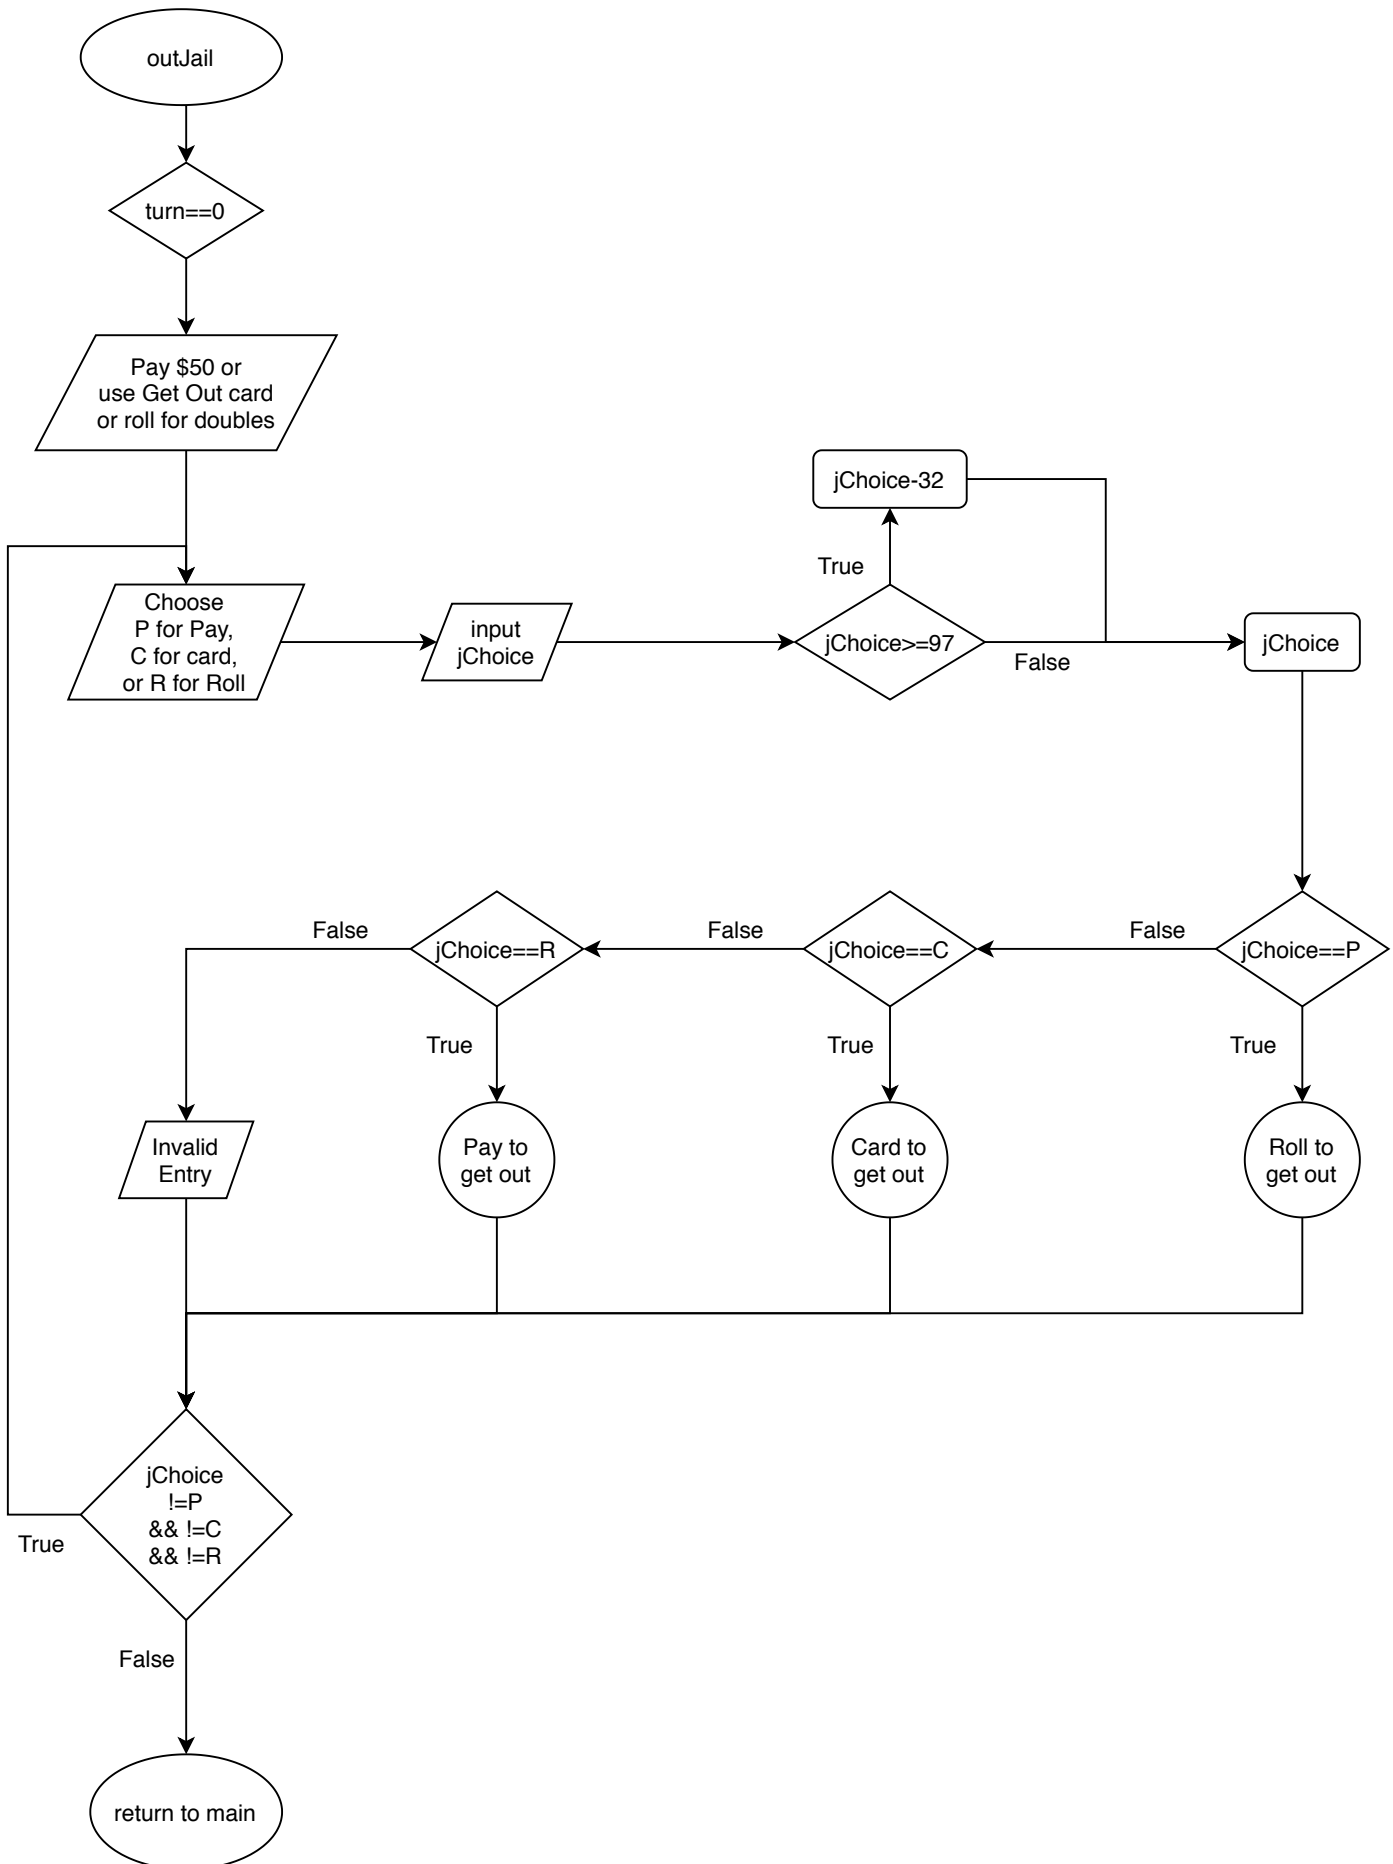 outJail
turn==0
Pay $50 or
use Get Out card
or roll for doubles
Choose
P for Pay,
C for card,
or R for Roll
input
jChoice
jChoice>=97
True
jChoice-32
False
jChoice
jChoice==P
False
True
Roll to
get out
jChoice==C
False
True
Card to
get out
jChoice==R
False
True
Pay to
get out
Invalid
Entry
jChoice
!=P
&& !=C
&& !=R
True
False
return to main